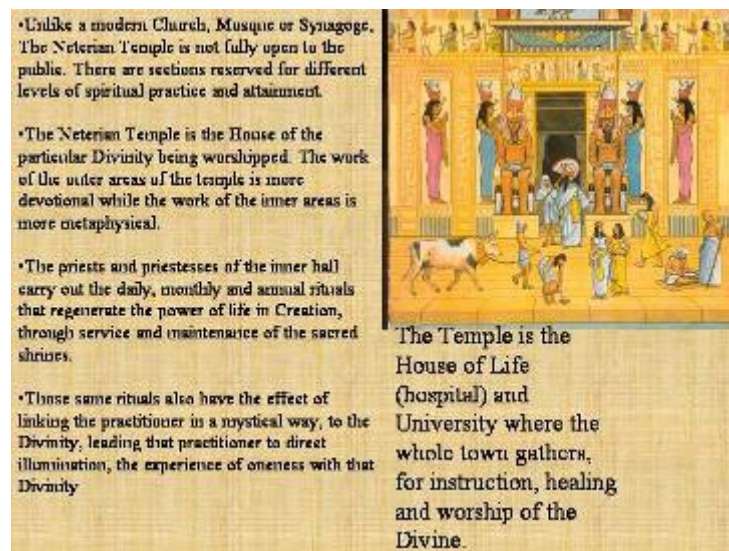 •Unlike a modern Church, Mosque or Synagoge,
The Neterian Temple is not fully open to the
public. There are sections reserved for different
levels of spiritual practice and attainment.
•The Neterian Temple is the House of the
particular Divinity being worshipped. The work
of the outer areas of the temple is more
devotional while the work of the inner areas is
more metaphysical.
•The priests and priestesses of the inner hall
carry out the daily, monthly and annual rituals
that regenerate the power of life in Creation,
through service and maintenance of the sacred
shrines.
•Those same rituals also have the effect of
linking the practitioner in a mystical way, to the
Divinity, leading that practitioner to direct
illumination, the experience of oneness with that
Divinity
The Temple is the
House of Life
(hospital) and
University where the
whole town gathers,
for instruction, healing
and worship of the
Divine.